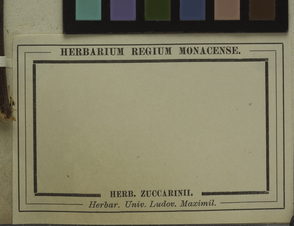 HERBARIUM REGIUM MONACENSE.
HERB. ZUCCARINII.
Herbar. Univ. Ludov. Maximil.